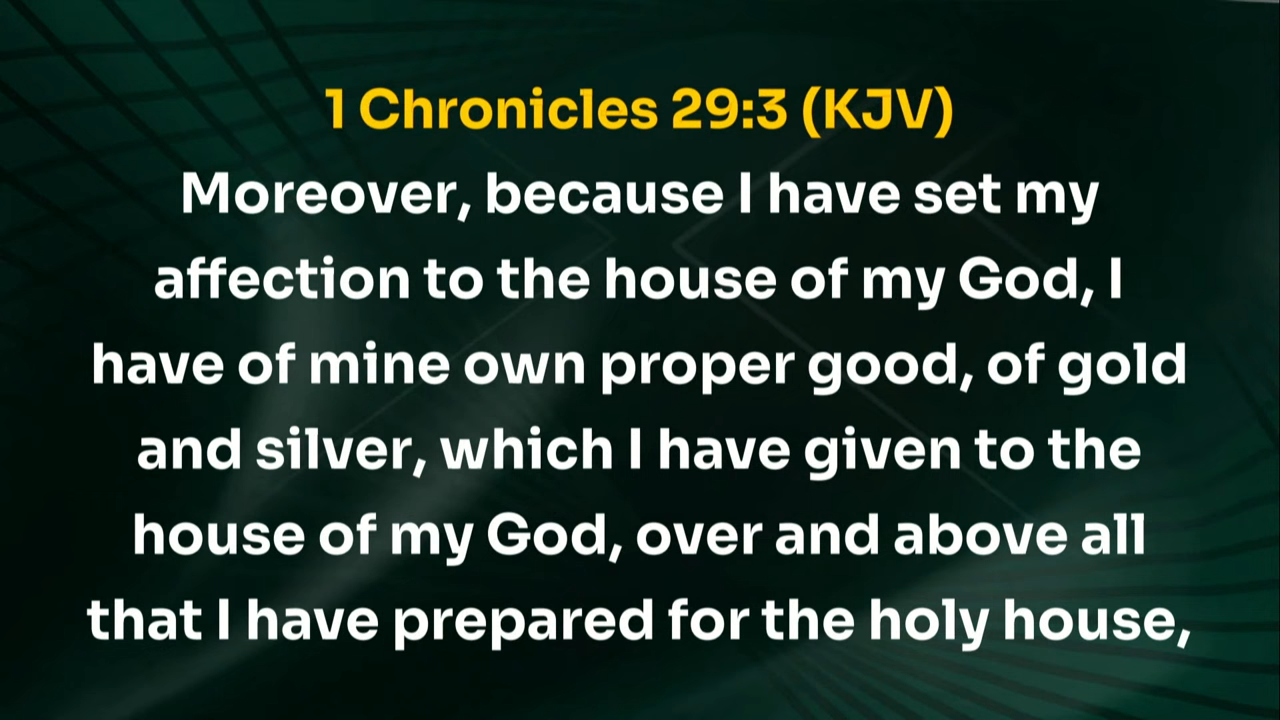 1 Chronicles 29:3 (KJV)
Moreover, because I have set my
affection to the house of my God, I
have of mine own proper good, of gold
and silver, which I have given to the
house of my God, over and above all
that I have prepared for the holy house,